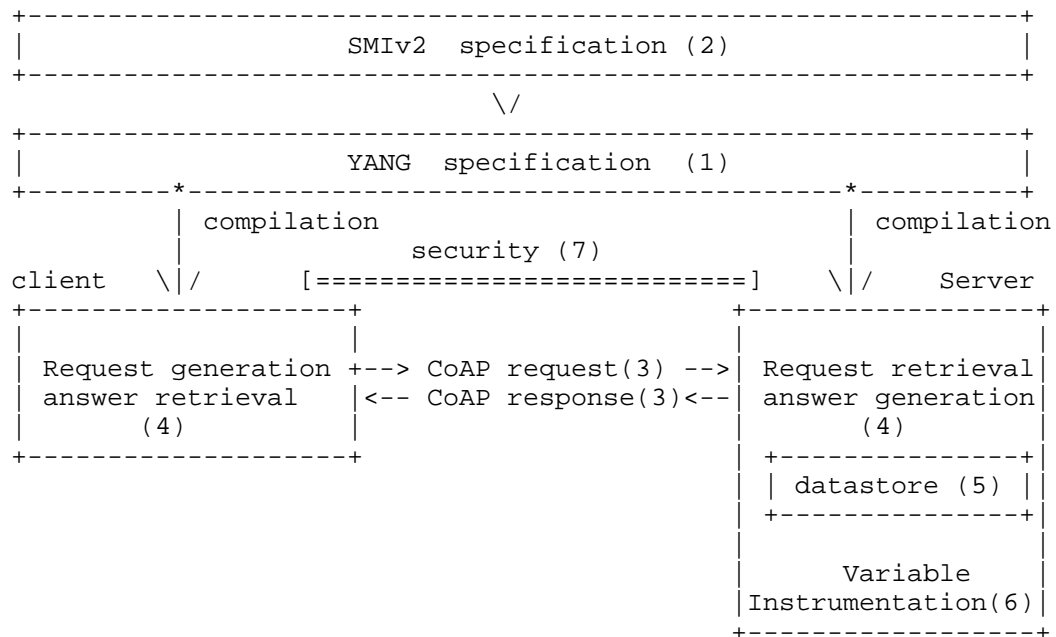 SMIv2 specification (2)
YANG specification (1)
compilation compilation
security (7)
client Server
Request generation CoAP request(3) Request retrieval
answer retrieval CoAP response(3) answer generation
(4) (4)
datastore (5)
Variable
Instrumentation(6)